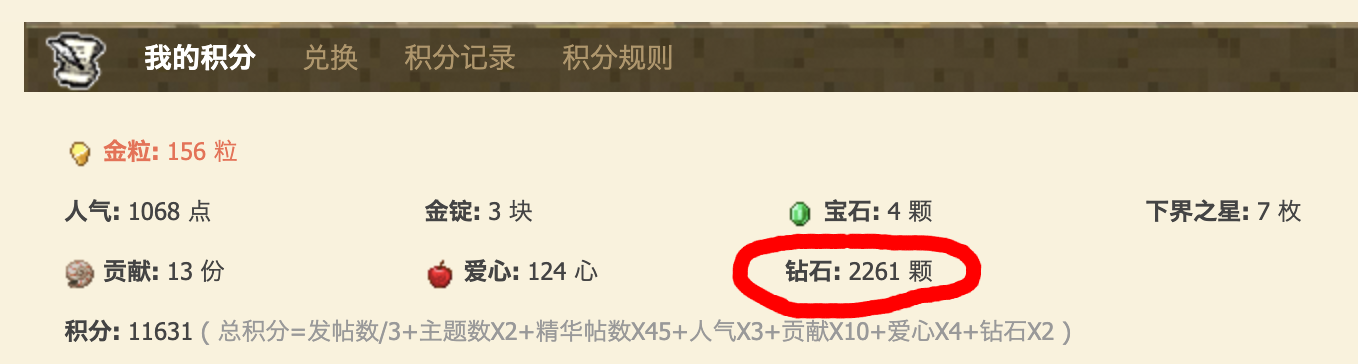 我的积分 兑换 积分记录 积分规则
金粒: 156 粒
人气: 1068 点 金锭: 3 块 宝石: 4 颗 下界之星: 7 枚
贡献: 13 份 爱心: 124 心 钻石: 2261 颗
积分: 11631 ( 总积分=发帖数/3+主题数X2+精华帖数X45+人气X3+贡献X10+爱心X4+钻石X2 )